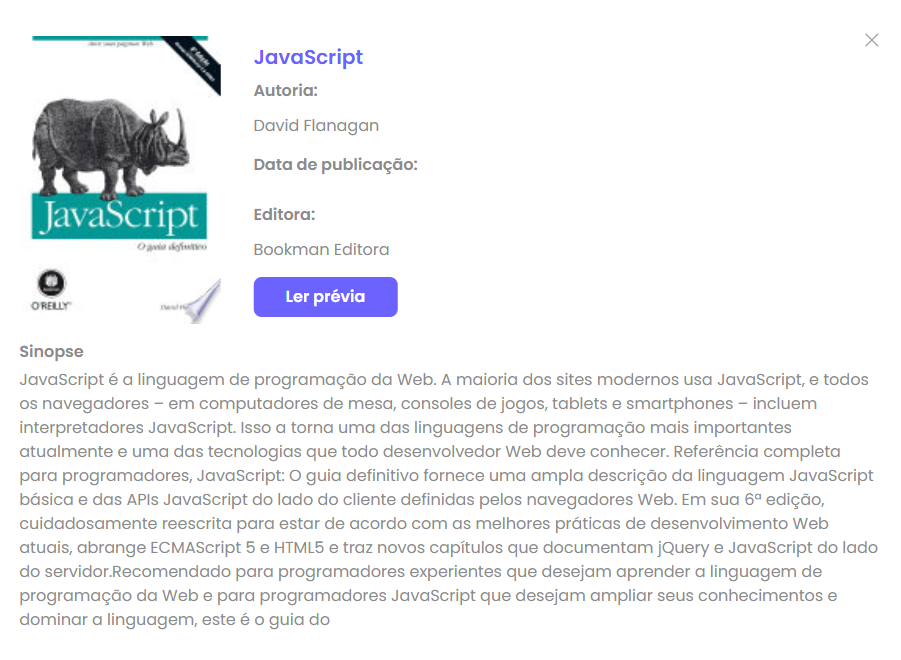 JavaScript
Autoria:
David Flanagan
Data de publicação:
Editora:
Bookman Editora
Ler prévia
JavaScript
O guia definitivo
O'REILLY
Sinopse
JavaScript é a linguagem de programação da Web. A maioria dos sites modernos usa JavaScript, e todos
os navegadores – em computadores de mesa, consoles de jogos, tablets e smartphones – incluem
interpretadores JavaScript. Isso a torna uma das linguagens de programação mais importantes
atualmente e uma das tecnologias que todo desenvolvedor Web deve conhecer. Referência completa
para programadores, JavaScript: O guia definitivo fornece uma ampla descrição da linguagem JavaScript
básica e das APIs JavaScript do lado do cliente definidas pelos navegadores Web. Em sua 6ª edição,
cuidadosamente reescrita para estar de acordo com as melhores práticas de desenvolvimento Web
atuais, abrange ECMAScript 5 e HTML5 e traz novos capítulos que documentam jQuery e JavaScript do lado
do servidor.Recomendado para programadores experientes que desejam aprender a linguagem de
programação da Web e para programadores JavaScript que desejam ampliar seus conhecimentos e
dominar a linguagem, este é o guia do